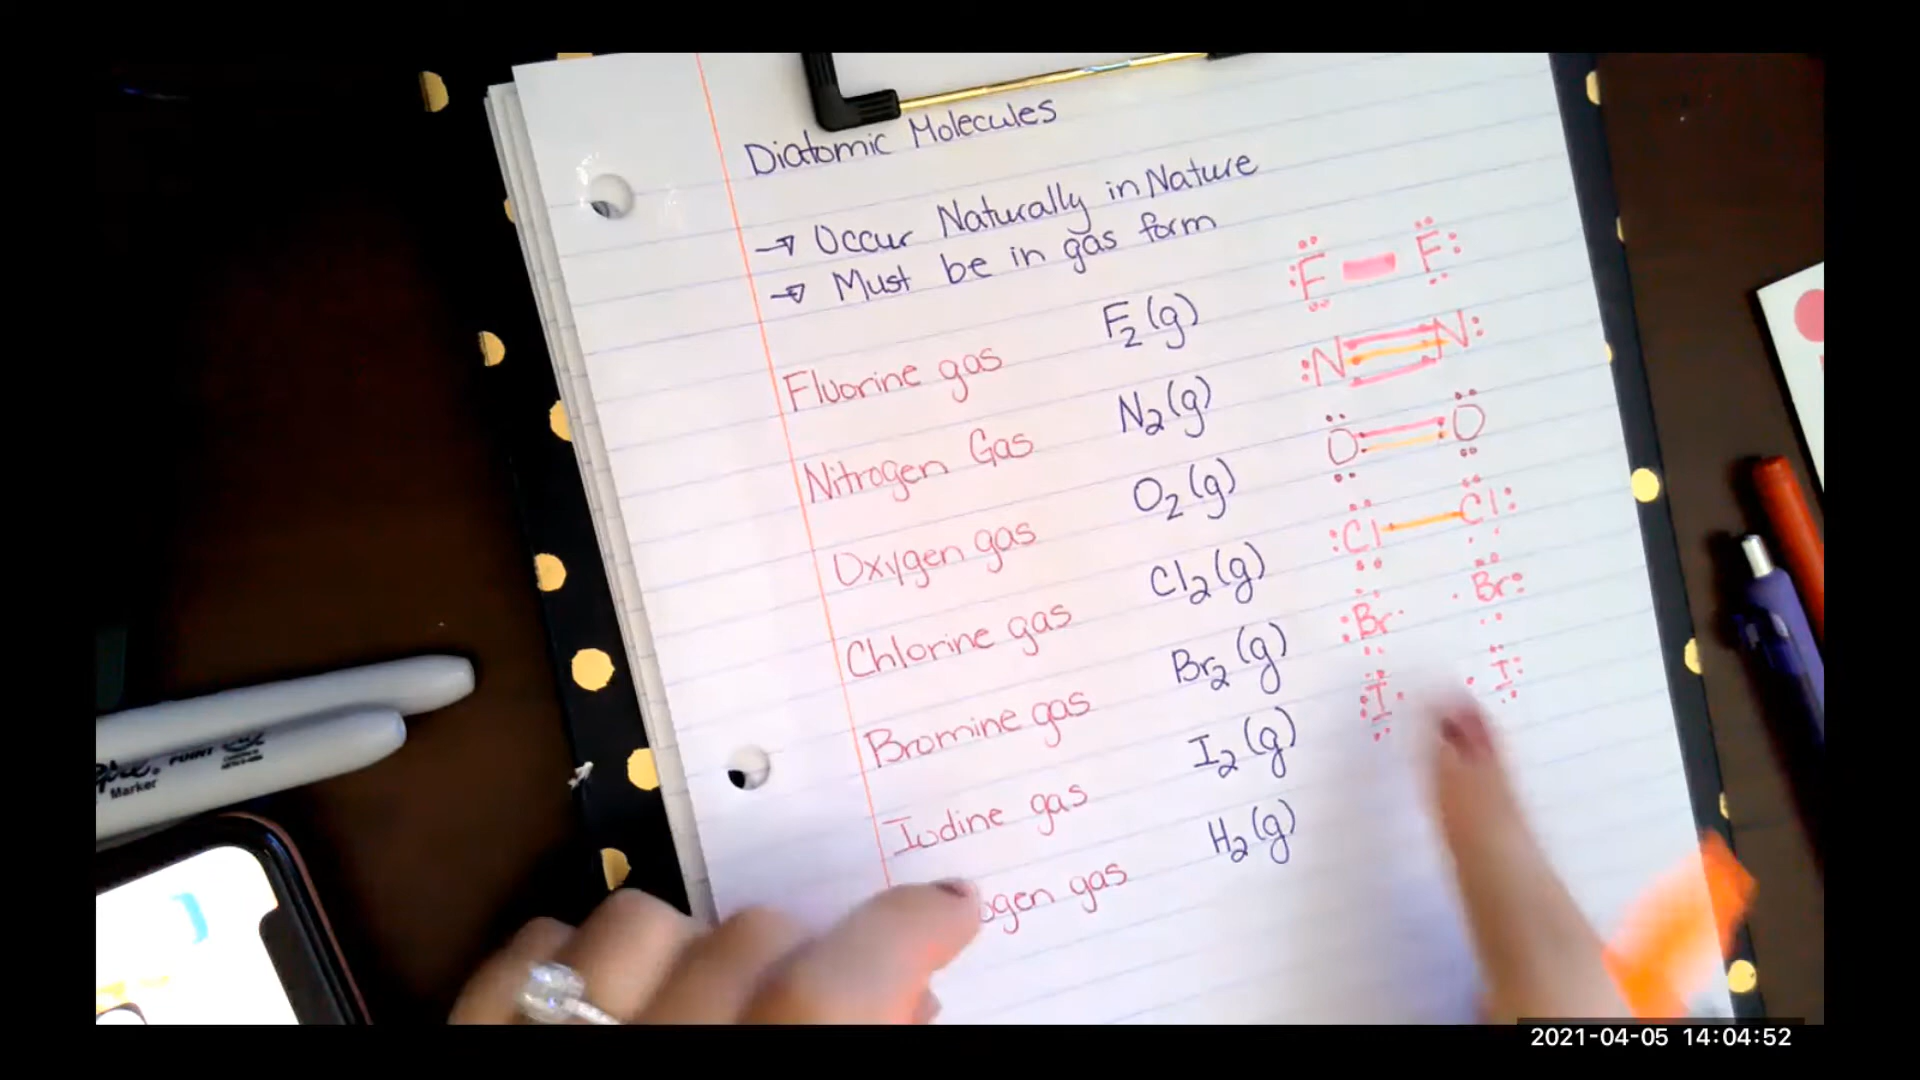 Diatomic Molecules
→ Occur Naturally in Nature
→ Must be in gas form
Fluorine gas F2(g) F F
Nitrogen Gas N2(g) N N
Oxygen gas O2(g) O O
Chlorine gas Cl2(g) Cl Cl
Bromine gas Br2(g) Br Br
Iodine gas I2(g) I I
gas H2(g)
POINT
Marker
2021-04-05 14:04:52